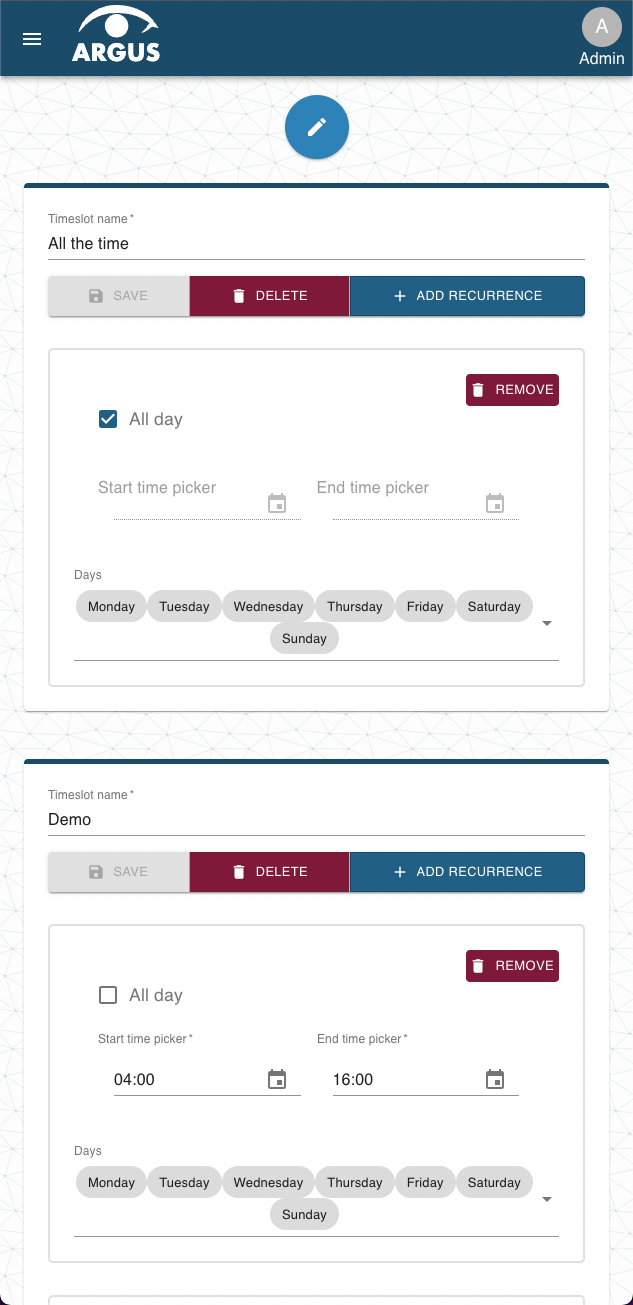 ARGUS
A
Admin
Timeslot name *
All the time
SAVE DELETE ADD RECURRENCE
REMOVE
All day
Start time picker End time picker
Days
Monday Tuesday Wednesday Thursday Friday Saturday
Sunday
Timeslot name *
Demo
SAVE DELETE ADD RECURRENCE
REMOVE
All day
Start time picker * End time picker *
04:00 16:00
Days
Monday Tuesday Wednesday Thursday Friday Saturday
Sunday